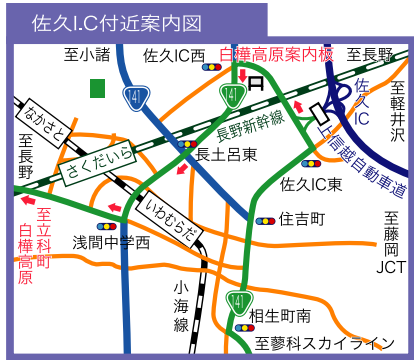 佐久I.C付近案内図
至小諸
佐久IC西
白樺高原案内板
至長野
141
141
佐久
IC
至軽井沢
なかさと
長野新幹線
上信越自動車道
至長野
さくだいら
長土呂東
佐久IC東
至立科町
白樺高原
いわむらだ
住吉町
浅間中学西
至藤岡
JCT
小海線
141
相生町南
至蓼科スカイライン